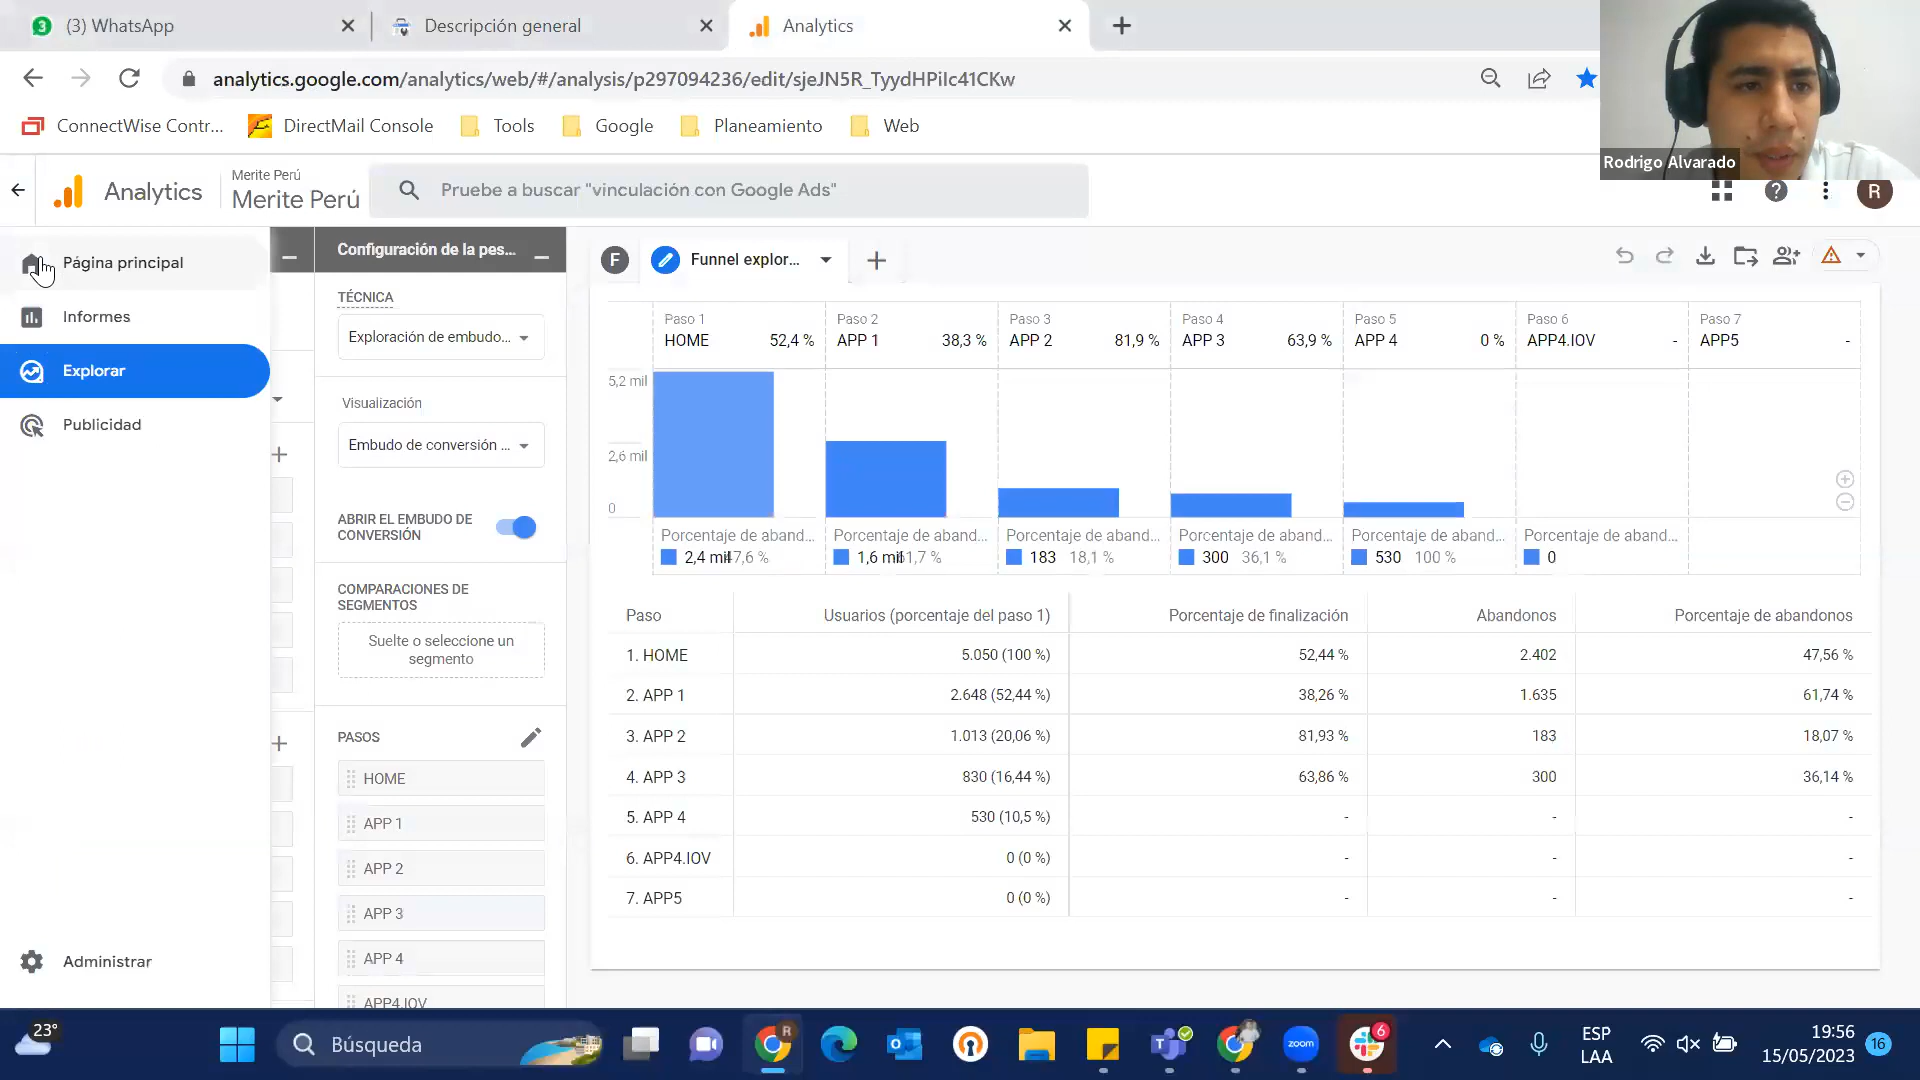 (3) WhatsApp
Descripción general
Analytics
analytics.google.com/analytics/web/#/analysis/p297094236/edit/sjeJN5R_TyydHPiIc41CKw
ConnectWise Contr...
DirectMail Console
Tools
Google
Planeamiento
Web
Rodrigo Alvarado
Analytics
Merite Perú
Merite Perú
Pruebe a buscar "vinculación con Google Ads"
R
Página principal
Informes
Explorar
Publicidad
Administrar
Configuración de la pes...
TÉCNICA
Exploración de embudo...
Visualización
Embudo de conversión ...
ABRIR EL EMBUDO DE
CONVERSIÓN
COMPARACIONES DE
SEGMENTOS
Suelte o seleccione un
segmento
PASOS
HOME
APP 1
APP 2
APP 3
APP 4
APP4.IOV
F
Funnel explor...
Paso 1 Paso 2 Paso 3 Paso 4 Paso 5 Paso 6 Paso 7
HOME 52,4 % APP 1 38,3 % APP 2 81,9 % APP 3 63,9 % APP 4 0 % APP4.IOV - APP5 -
5,2 mil
2,6 mil
0
Porcentaje de aband... Porcentaje de aband... Porcentaje de aband... Porcentaje de aband... Porcentaje de aband... Porcentaje de aband...
2,4 mil 47,6 % 1,6 mil 61,7 % 183 18,1 % 300 36,1 % 530 100 % 0
Paso Usuarios (porcentaje del paso 1) Porcentaje de finalización Abandonos Porcentaje de abandonos
1. HOME 5.050 (100 %) 52,44 % 2.402 47,56 %
2. APP 1 2.648 (52,44 %) 38,26 % 1.635 61,74 %
3. APP 2 1.013 (20,06 %) 81,93 % 183 18,07 %
4. APP 3 830 (16,44 %) 63,86 % 300 36,14 %
5. APP 4 530 (10,5 %) - - -
6. APP4.IOV 0 (0 %) - - -
7. APP5 0 (0 %) - - -
23°
Búsqueda
R
zoom
6
ESP
LAA
19:56
15/05/2023
16